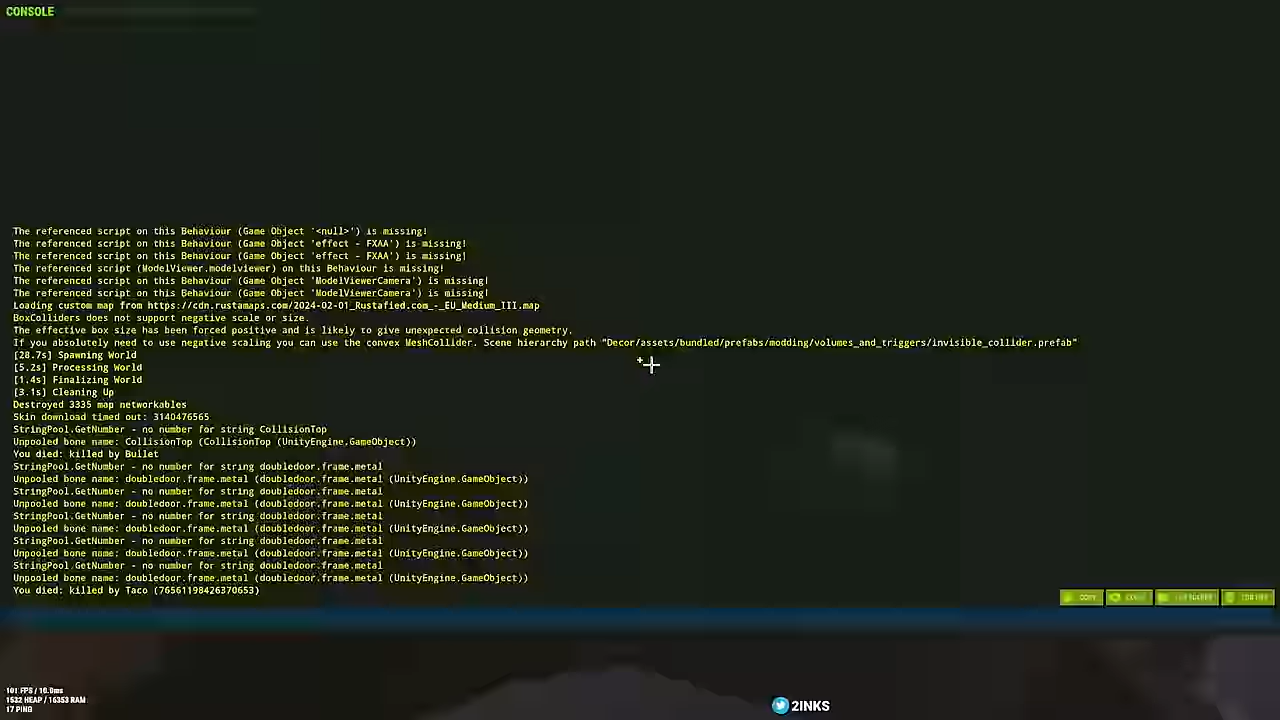 CONSOLE
The referenced script on this Behaviour (Game Object '<null>') is missing!
The referenced script on this Behaviour (Game Object 'effect - FXAA') is missing!
The referenced script on this Behaviour (Game Object 'effect - FXAA') is missing!
The referenced script (ModelViewer.modelviewer) on this Behaviour is missing!
The referenced script on this Behaviour (Game Object 'ModelViewerCamera') is missing!
The referenced script on this Behaviour (Game Object 'ModelViewerCamera') is missing!
Loading custom map from https://cdn.rustamaps.com/2024-02-01_Rustafied.com_-_EU_Medium_III.map
BoxColliders does not support negative scale or size.
The effective box size has been forced positive and is likely to give unexpected collision geometry.
If you absolutely need to use negative scaling you can use the convex MeshCollider. Scene hierarchy path "Decor/assets/bundled/prefabs/modding/volumes_and_triggers/invisible_collider.prefab"
[28.7s] Spawning World
[5.2s] Processing World
[1.4s] Finalizing World
[3.1s] Cleaning Up
Destroyed 3335 map networkables
Skin download timed out: 3140476565
StringPool.GetNumber - no number for string CollisionTop
Unpooled bone name: CollisionTop (CollisionTop (UnityEngine.GameObject))
You died: killed by Bullet
StringPool.GetNumber - no number for string doubledoor.frame.metal
Unpooled bone name: doubledoor.frame.metal (doubledoor.frame.metal (UnityEngine.GameObject))
StringPool.GetNumber - no number for string doubledoor.frame.metal
Unpooled bone name: doubledoor.frame.metal (doubledoor.frame.metal (UnityEngine.GameObject))
StringPool.GetNumber - no number for string doubledoor.frame.metal
Unpooled bone name: doubledoor.frame.metal (doubledoor.frame.metal (UnityEngine.GameObject))
StringPool.GetNumber - no number for string doubledoor.frame.metal
Unpooled bone name: doubledoor.frame.metal (doubledoor.frame.metal (UnityEngine.GameObject))
StringPool.GetNumber - no number for string doubledoor.frame.metal
Unpooled bone name: doubledoor.frame.metal (doubledoor.frame.metal (UnityEngine.GameObject))
You died: killed by Taco (76561198426370653)
COPY
101 FPS / 10.0ms
1532 HEAP / 16353 RAM
17 PING
2INKS